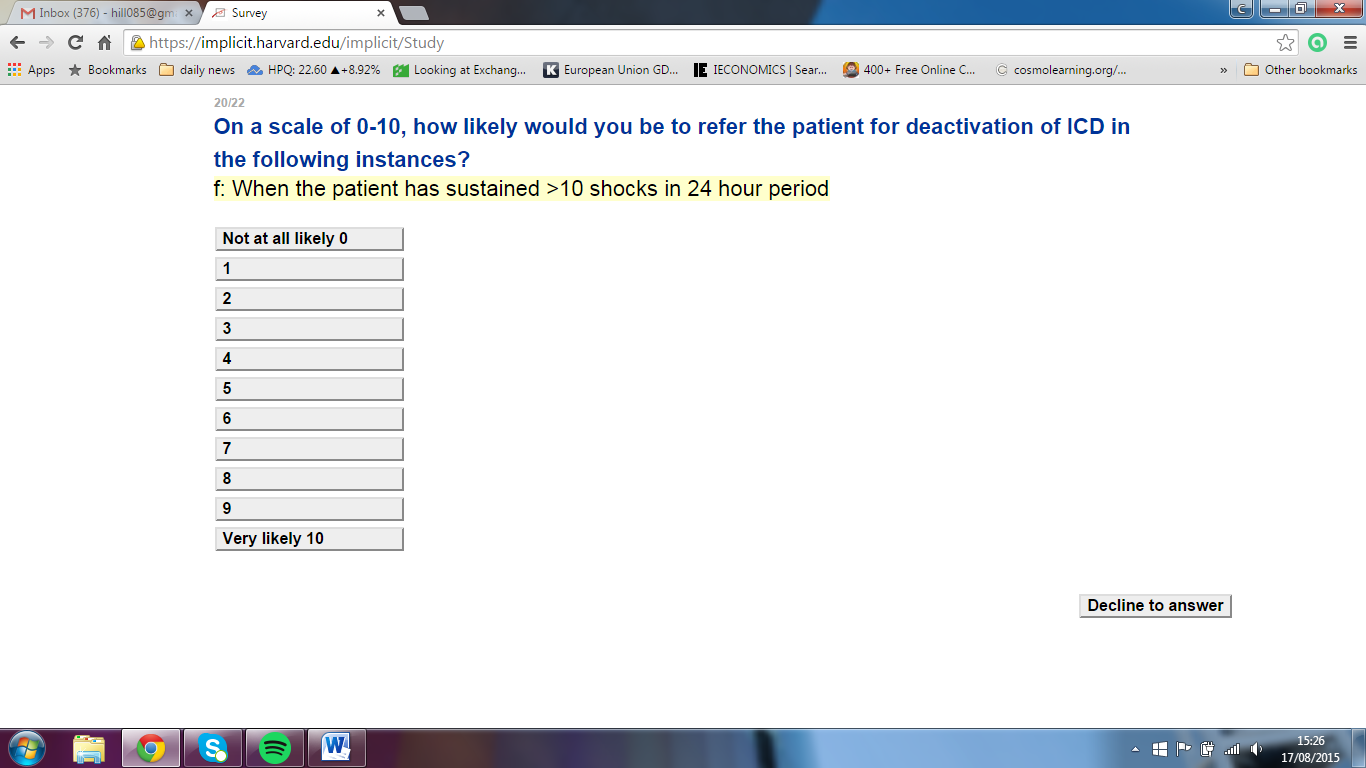 Inbox (376) - hill085@gm
Survey
C
https://implicit.harvard.edu/implicit/Study
Apps
Bookmarks
daily news
HPQ: 22.60 ▲+8.92%
Looking at Exchang...
K
European Union GD...
IE
IECONOMICS | Sear...
400+ Free Online C...
cosmolearning.org/...
»
Other bookmarks
20/22
On a scale of 0-10, how likely would you be to refer the patient for deactivation of ICD in
the following instances?
f: When the patient has sustained >10 shocks in 24 hour period
Not at all likely 0
1
2
3
4
5
6
7
8
9
Very likely 10
Decline to answer
15:26
17/08/2015